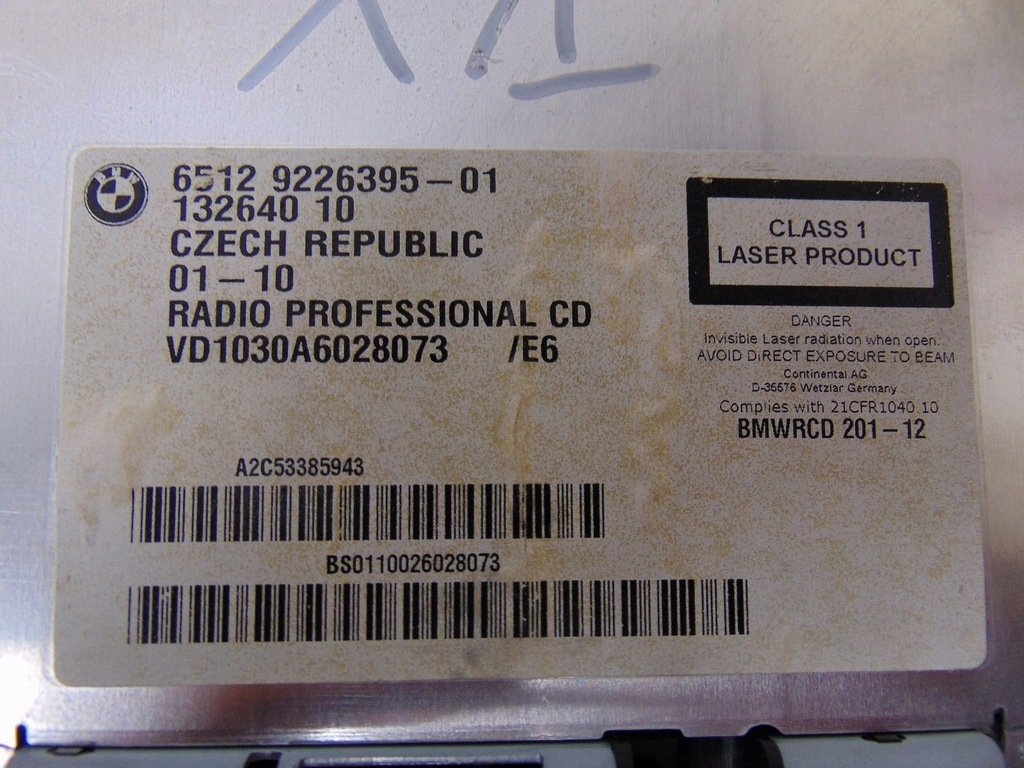 BMW
6512 9226395-01
132640 10
CZECH REPUBLIC
01-10
RADIO PROFESSIONAL CD
VD1030A6028073 /E6
CLASS 1
LASER PRODUCT
DANGER
Invisible Laser radiation when open.
AVOID DIRECT EXPOSURE TO BEAM
Continental AG
D-35576 Wetzlar Germany
Complies with 21CFR1040.10
BMWRCD 201-12
A2C53385943
BS0110026028073